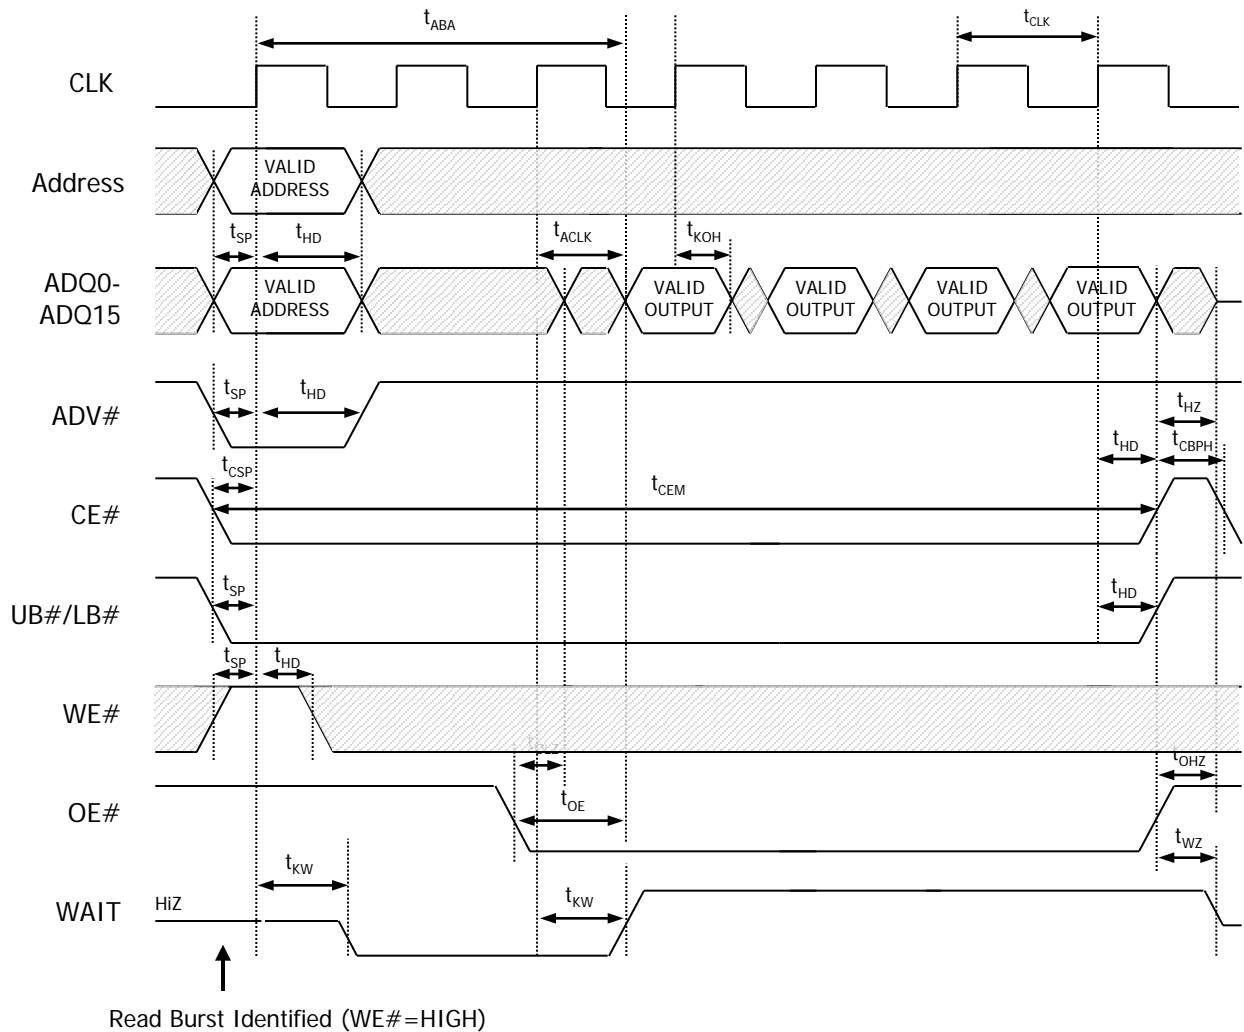 tABA
tCLK
CLK
Address
VALID
ADDRESS
tSP
tHD
tACLK
tKOH
ADQ0-
ADQ15
VALID
ADDRESS
VALID
OUTPUT
VALID
OUTPUT
VALID
OUTPUT
VALID
OUTPUT
ADV#
tSP
tHD
tHZ
tHD
tCBPH
tCSP
tCEM
CE#
UB#/LB#
tSP
tHD
tSP
tHD
WE#
tOHZ
OE#
tOE
tWZ
tKW
WAIT
HiZ
tKW
Read Burst Identified (WE#=HIGH)